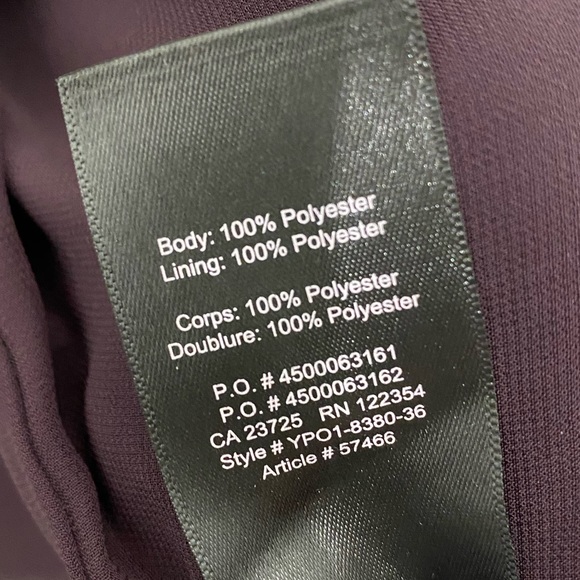 Body: 100% Polyester
Lining: 100% Polyester
Corps: 100% Polyester
Doublure: 100% Polyester
P.O. # 4500063161
P.O. # 4500063162
CA 23725 RN 122354
Style # YPO1-8380-36
Article # 57466